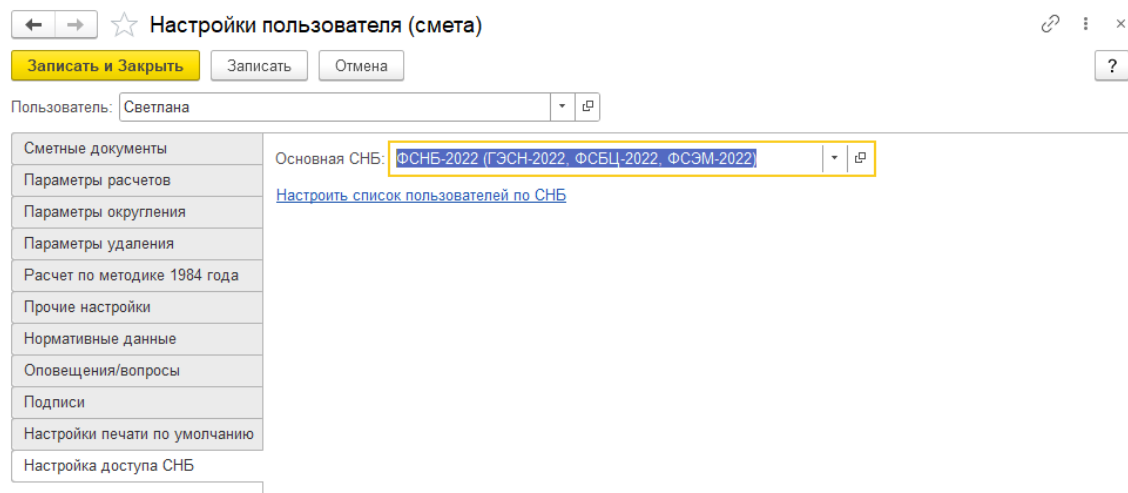 Настройки пользователя (смета)
Записать и Закрыть Записать Отмена ?
Пользователь: Светлана
Сметные документы
Параметры расчетов
Параметры округления
Параметры удаления
Расчет по методике 1984 года
Прочие настройки
Нормативные данные
Оповещения/вопросы
Подписи
Настройки печати по умолчанию
Настройка доступа СНБ
Основная СНБ: ФСНБ-2022 (ГЭСН-2022, ФСБЦ-2022, ФСЭМ-2022)
Настроить список пользователей по СНБ